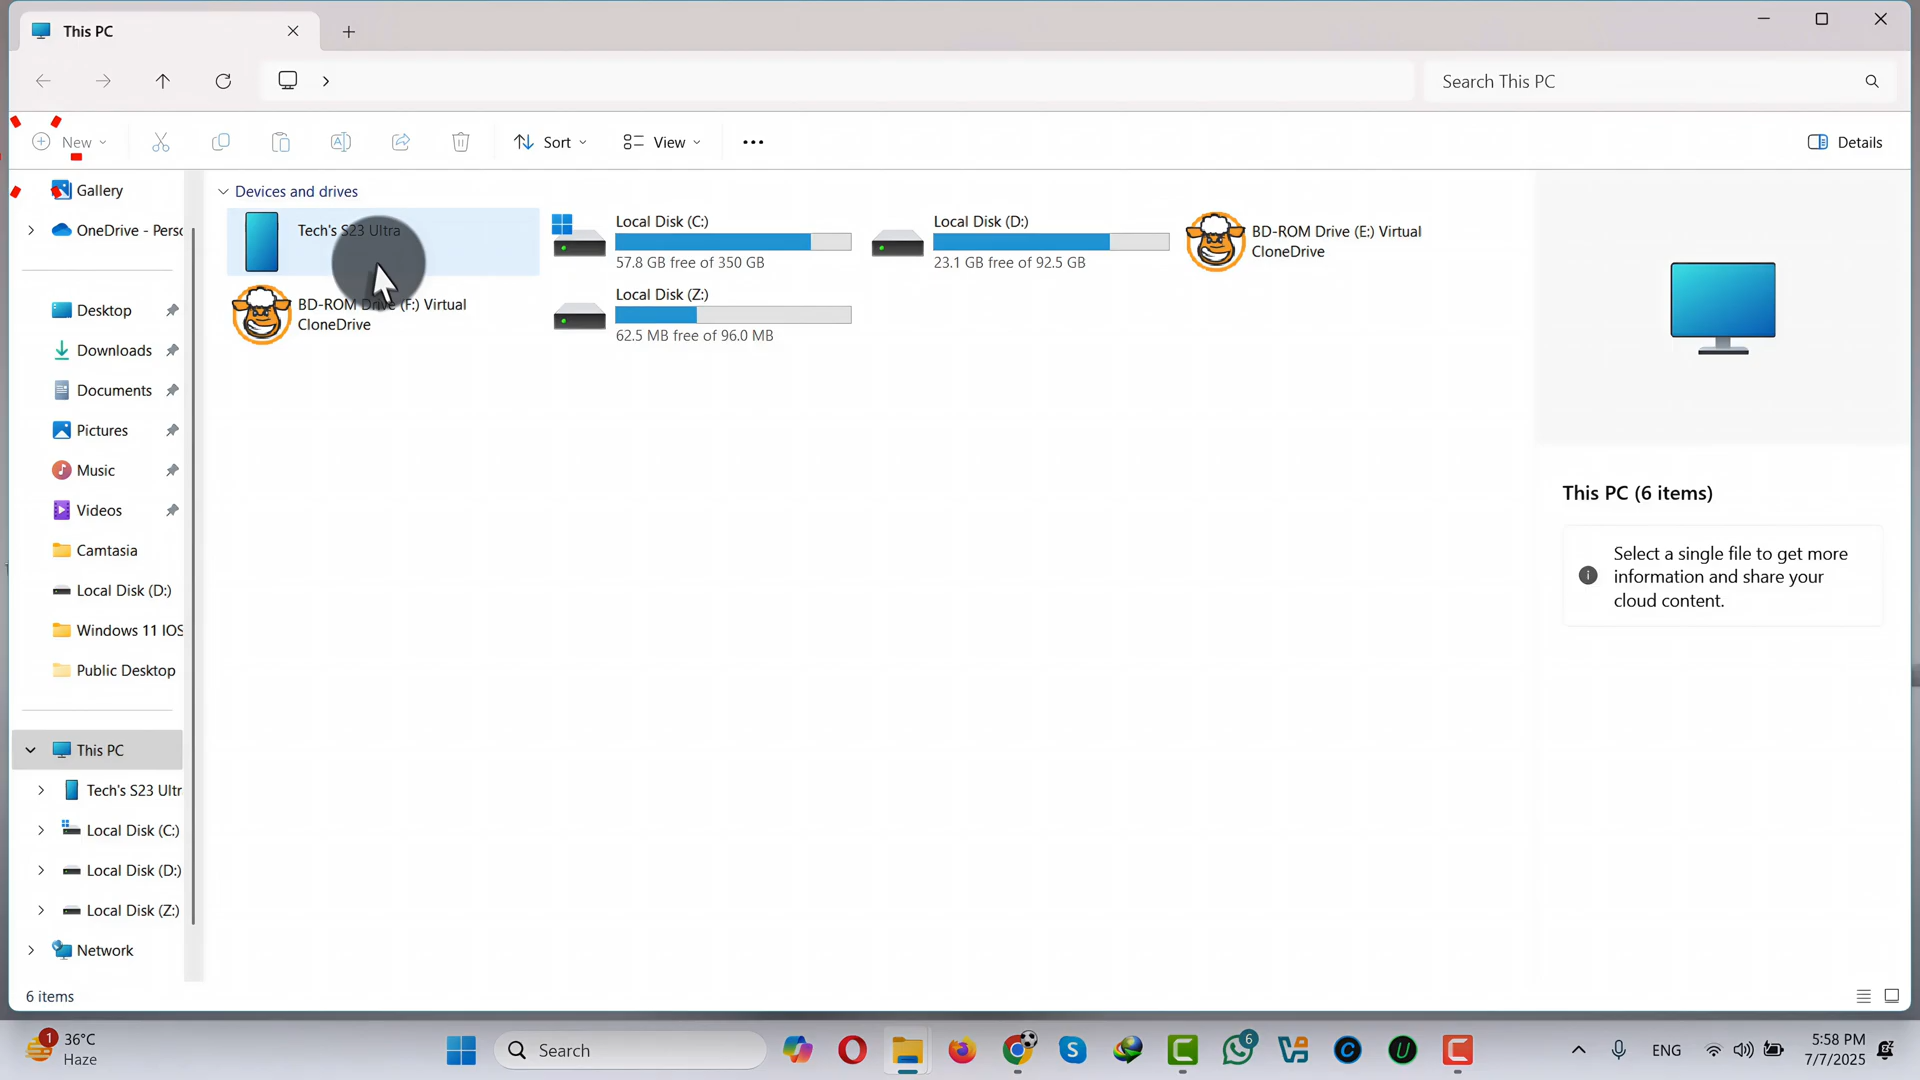 This PC
Search This PC
New
Sort
View
Details
Gallery
OneDrive - Perso
Desktop
Downloads
Documents
Pictures
Music
Videos
Camtasia
Local Disk (D:)
Windows 11 IOS
Public Desktop
This PC
Tech's S23 Ultr
Local Disk (C:)
Local Disk (D:)
Local Disk (Z:)
Network
Devices and drives
Tech's S23 Ultra
Local Disk (C:)
57.8 GB free of 350 GB
Local Disk (D:)
23.1 GB free of 92.5 GB
BD-ROM Drive (E:) Virtual
CloneDrive
BD-ROM Drive (F:) Virtual
CloneDrive
Local Disk (Z:)
62.5 MB free of 96.0 MB
This PC (6 items)
Select a single file to get more
information and share your
cloud content.
6 items
1
36°C
Haze
Search
6
ENG
5:58 PM
7/7/2025